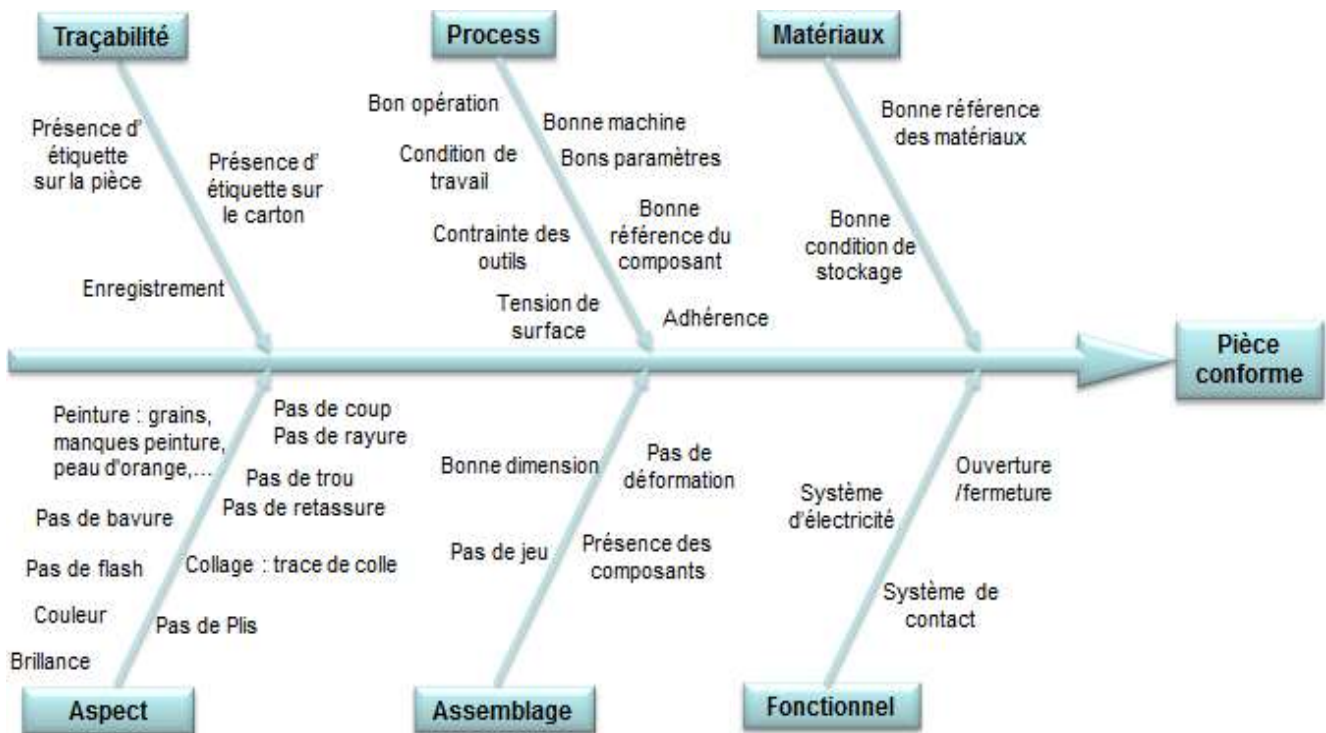 Traçabilité
Process
Matériaux
Présence d'
étiquette
sur la pièce
Présence d'
étiquette sur
le carton
Enregistrement
Bon opération
Condition de
travail
Contrainte des
outils
Tension de
surface
Bonne machine
Bons paramètres
Bonne
référence du
composant
Adhérence
Bonne référence
des matériaux
Bonne
condition de
stockage
Pièce
conforme
Peinture : grains,
manques peinture,
peau d'orange,...
Pas de bavure
Pas de flash
Couleur
Brillance
Pas de coup
Pas de rayure
Pas de trou
Pas de retassure
Collage : trace de colle
Pas de Plis
Bonne dimension
Pas de jeu
Pas de
déformation
Présence des
composants
Système
d'électricité
Ouverture
/fermeture
Système de
contact
Aspect
Assemblage
Fonctionnel